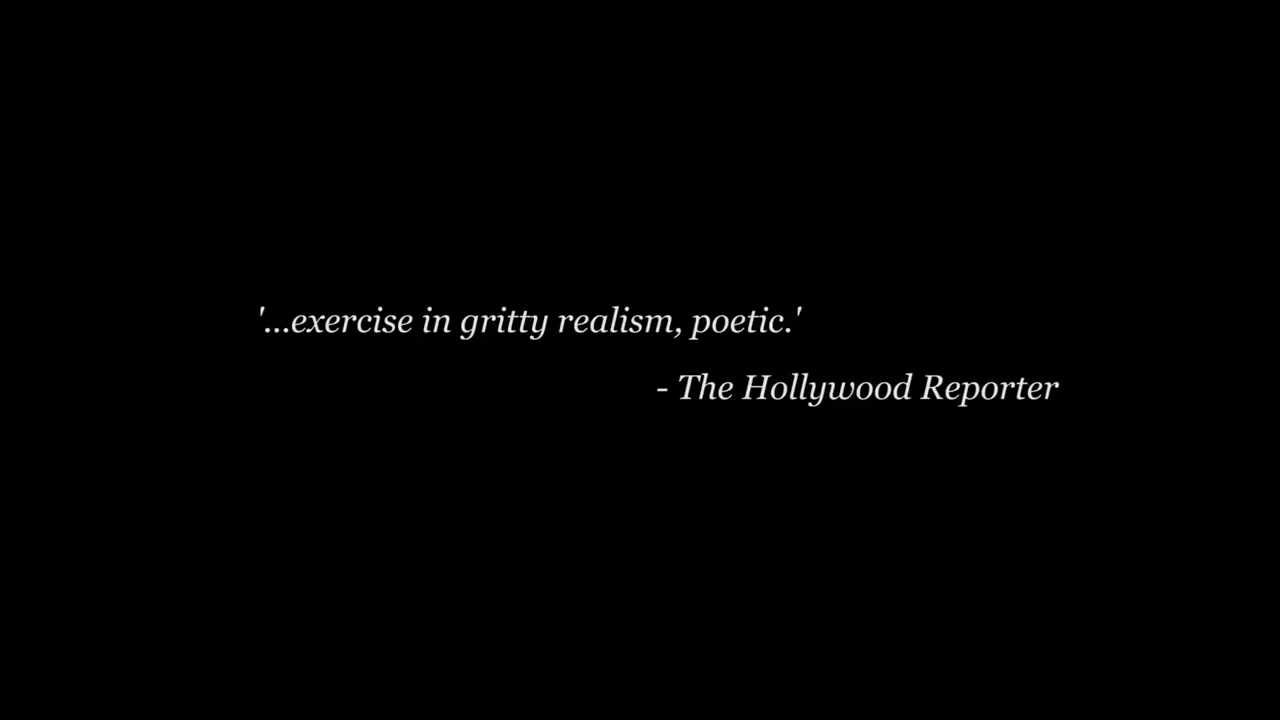 '...exercise in gritty realism, poetic.'
- The Hollywood Reporter